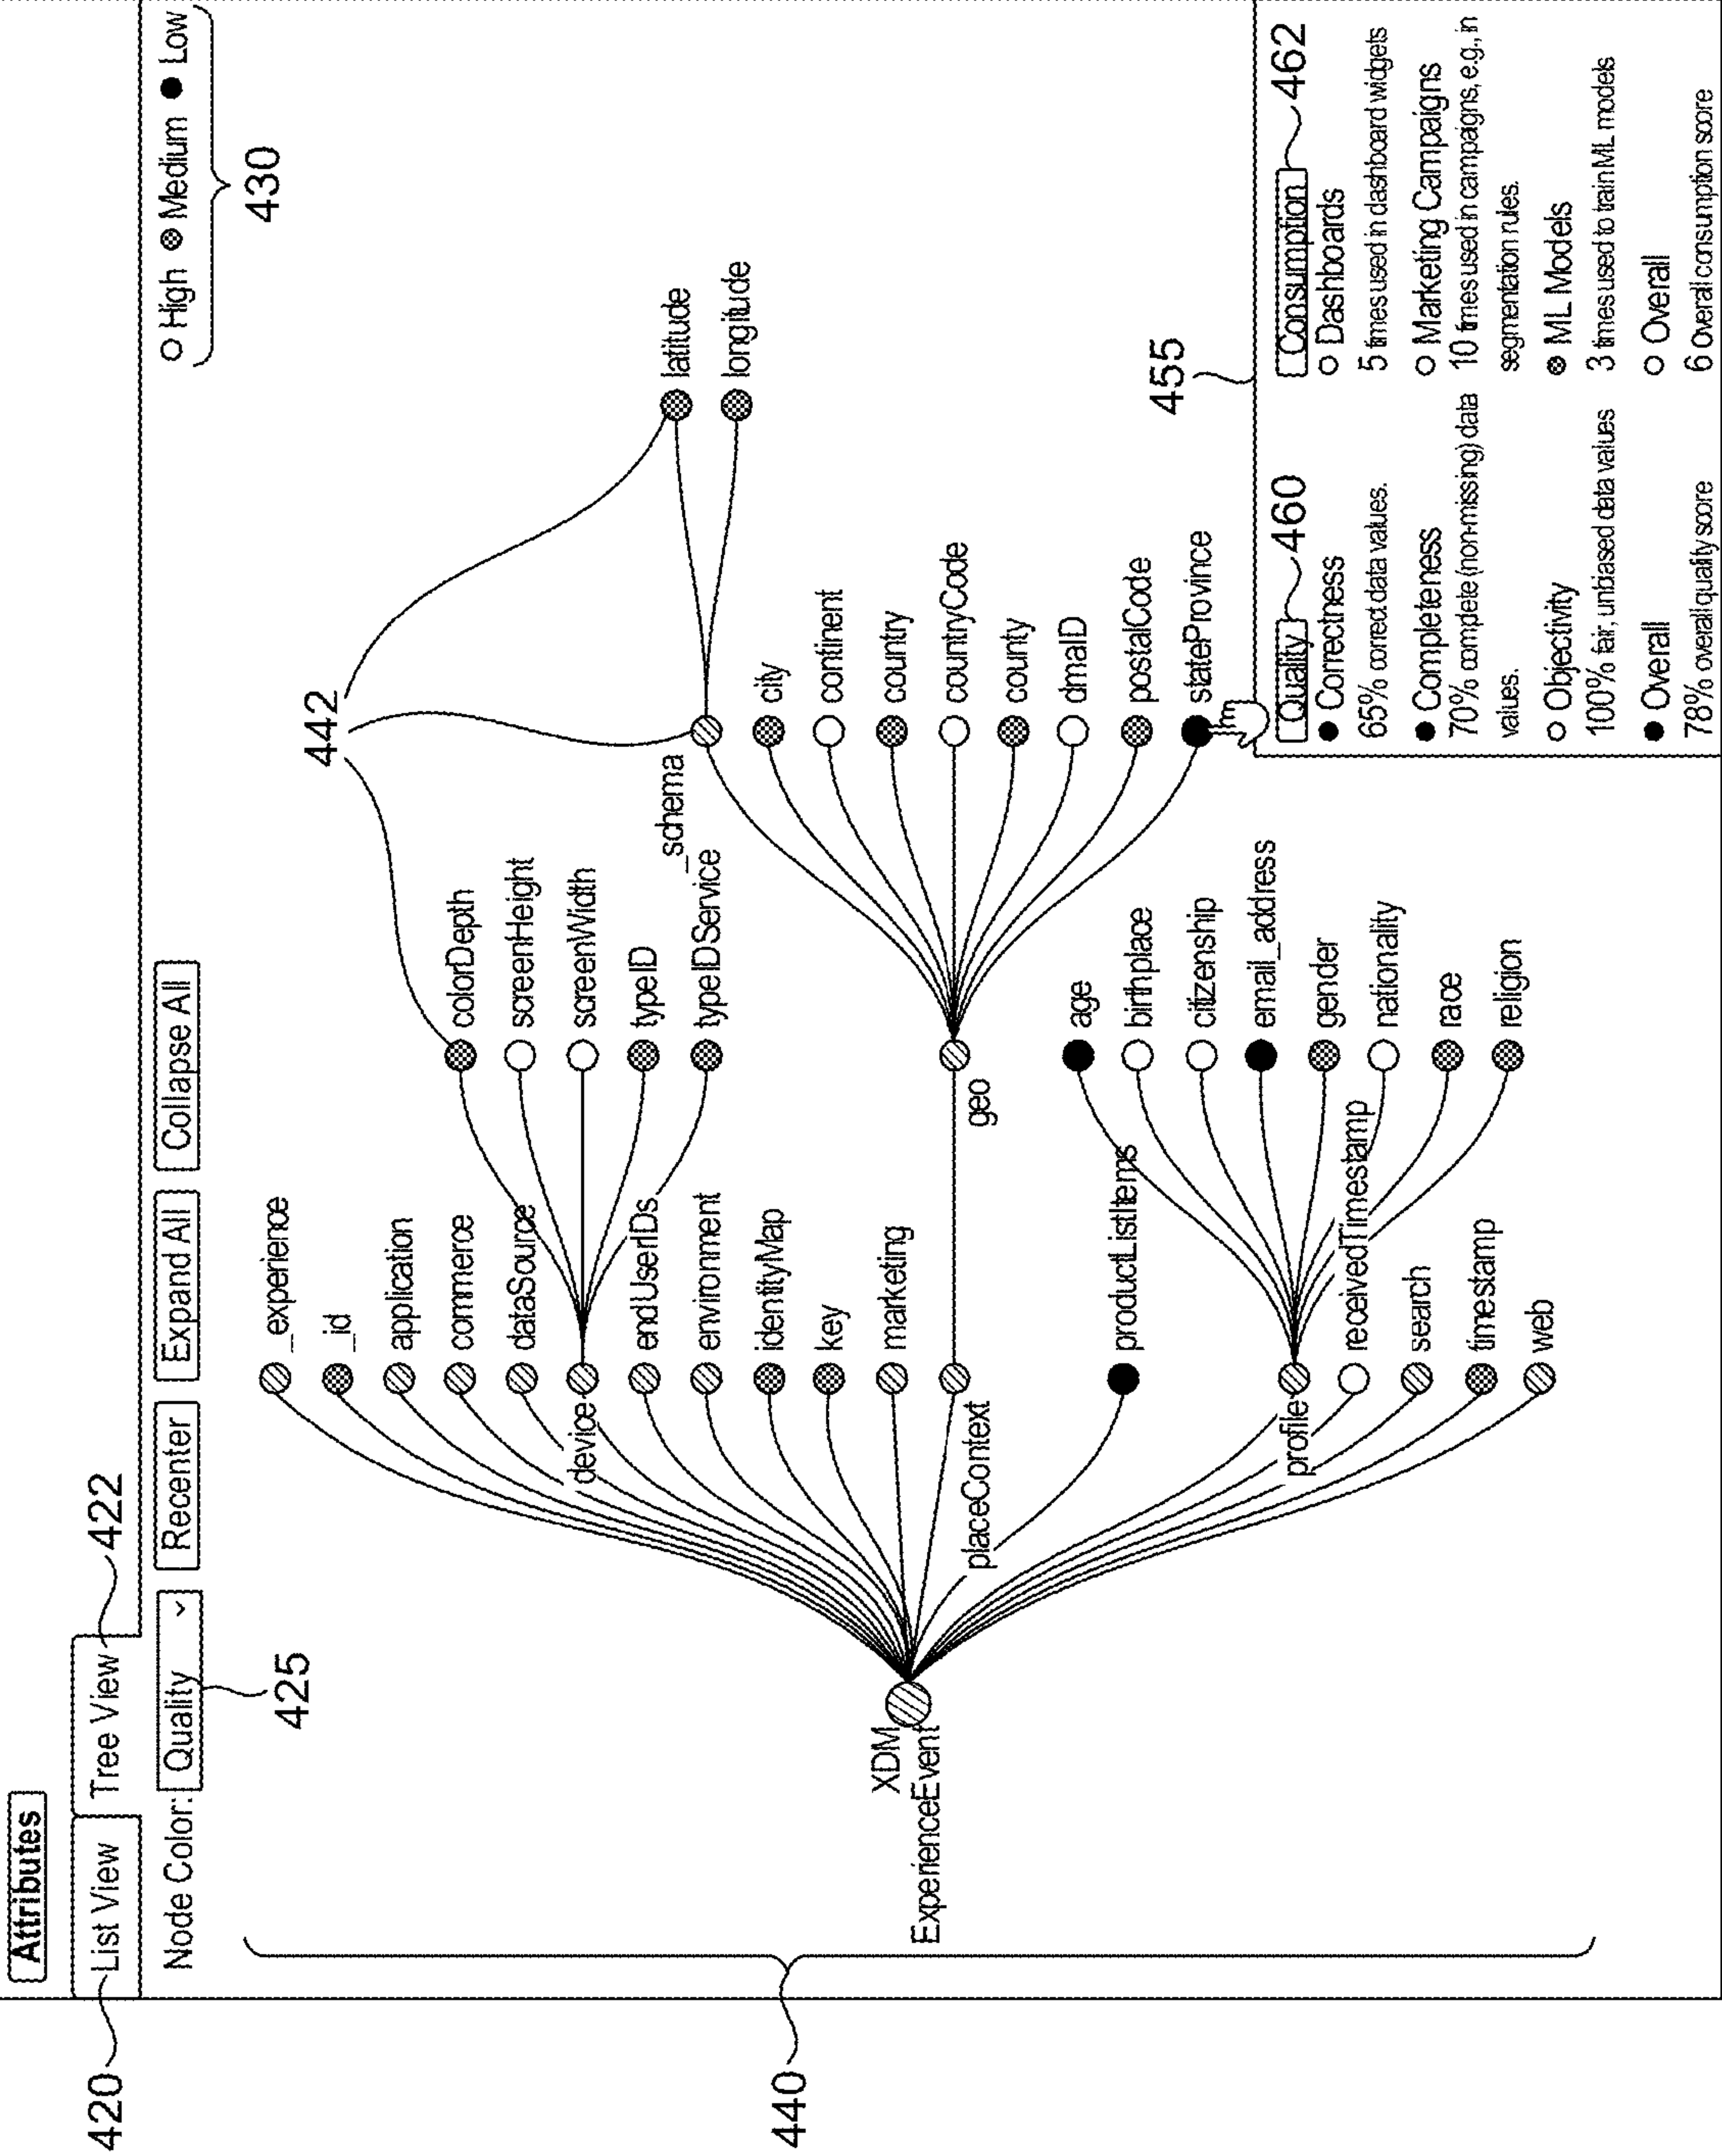 Attributes
420
List View
Tree View
422
Node Color:
Quality
Recenter
Expand All
Collapse All
High
Medium
Low
425
430
440
442
XDM
ExperienceEvent
_experience
_id
application
commerce
dataSource
device
endUserIDs
environment
identityMap
key
marketing
placeContext
productListItems
profile
receivedTimestamp
search
timestamp
web
colorDepth
screenHeight
screenWidth
typeID
typeIDService
geo
_schema
latitude
longitude
city
continent
country
countryCode
county
dmaID
postalCode
stateProvince
age
birthplace
citizenship
email_address
gender
nationality
race
religion
455
Quality
460
Correctness
65% correct data values.
Completeness
70% complete (non-missing) data
values.
Objectivity
100% fair, unbiased data values
Overall
78% overall quality score
Consumption
462
Dashboards
5 times used in dashboard widgets
Marketing Campaigns
10 times used in campaigns, e.g., in
segmentation rules.
ML Models
3 times used to train ML models
Overall
6 Overall consumption score